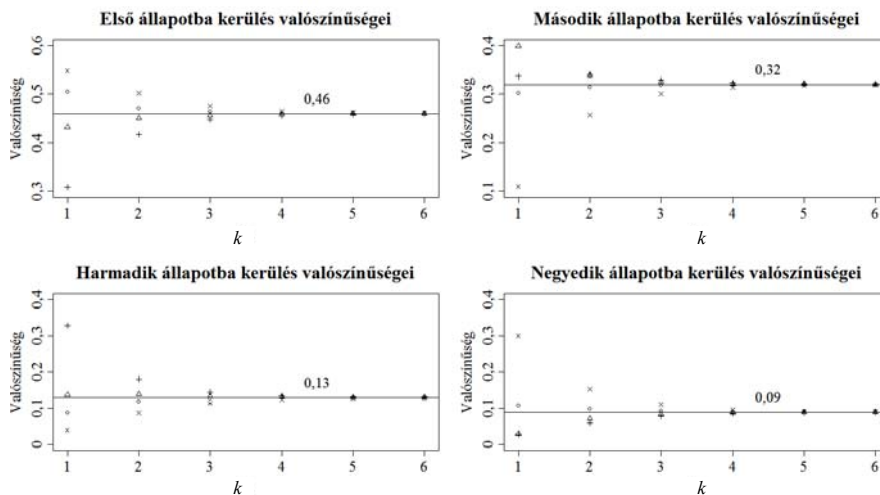 Első állapotba kerülés valószínűségei
Valószínűség
0,6
0,5
0,4
0,3
0,46
1 2 3 4 5 6
k
Második állapotba kerülés valószínűségei
Valószínűség
0,4
0,3
0,2
0,1
0,32
1 2 3 4 5 6
k
Harmadik állapotba kerülés valószínűségei
Valószínűség
0,4
0,3
0,2
0,1
0
0,13
1 2 3 4 5 6
k
Negyedik állapotba kerülés valószínűségei
Valószínűség
0,4
0,3
0,2
0,1
0
0,09
1 2 3 4 5 6
k